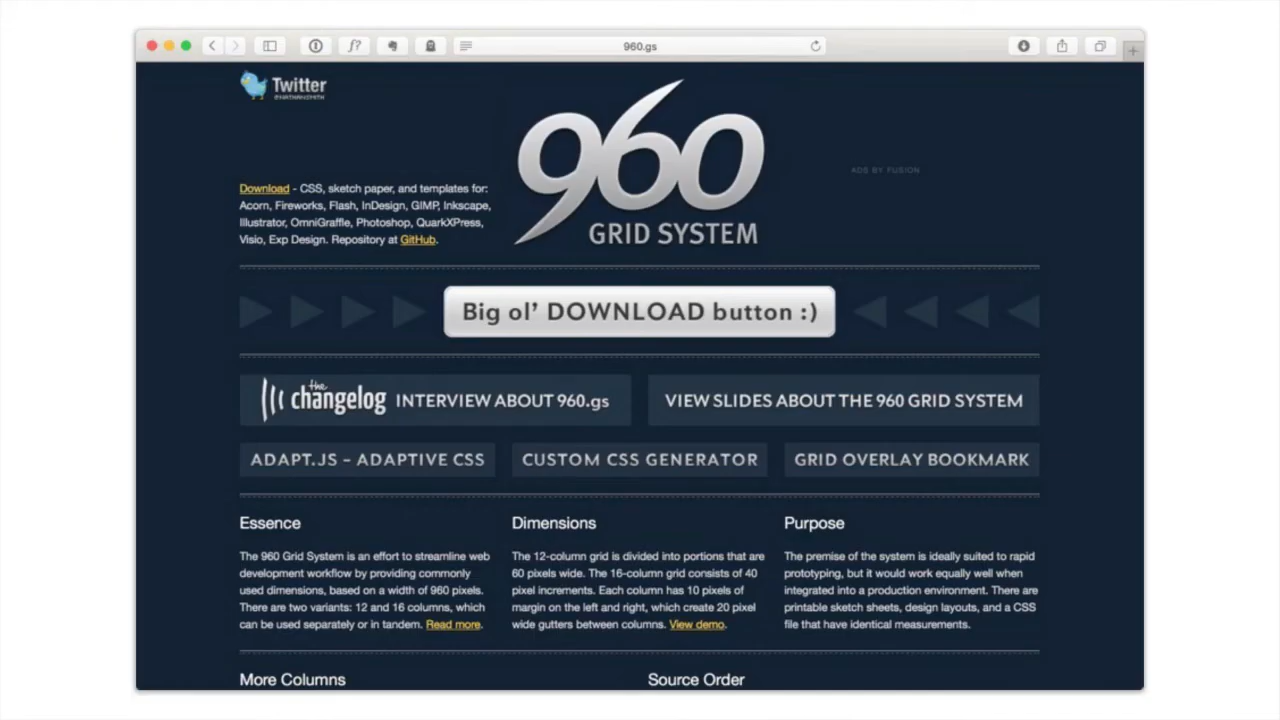 960.gs
Twitter
@NATHANSMITH
960
GRID SYSTEM
ADS BY FUSION
Download - CSS, sketch paper, and templates for:
Acorn, Fireworks, Flash, InDesign, GIMP, Inkscape,
Illustrator, OmniGraffle, Photoshop, QuarkXPress,
Visio, Exp Design. Repository at GitHub.
Big ol’ DOWNLOAD button :)
the changelog INTERVIEW ABOUT 960.gs
VIEW SLIDES ABOUT THE 960 GRID SYSTEM
ADAPT.JS – ADAPTIVE CSS
CUSTOM CSS GENERATOR
GRID OVERLAY BOOKMARK
Essence
The 960 Grid System is an effort to streamline web
development workflow by providing commonly
used dimensions, based on a width of 960 pixels.
There are two variants: 12 and 16 columns, which
can be used separately or in tandem. Read more.
Dimensions
The 12-column grid is divided into portions that are
60 pixels wide. The 16-column grid consists of 40
pixel increments. Each column has 10 pixels of
margin on the left and right, which create 20 pixel
wide gutters between columns. View demo.
Purpose
The premise of the system is ideally suited to rapid
prototyping, but it would work equally well when
integrated into a production environment. There are
printable sketch sheets, design layouts, and a CSS
file that have identical measurements.
More Columns
Source Order